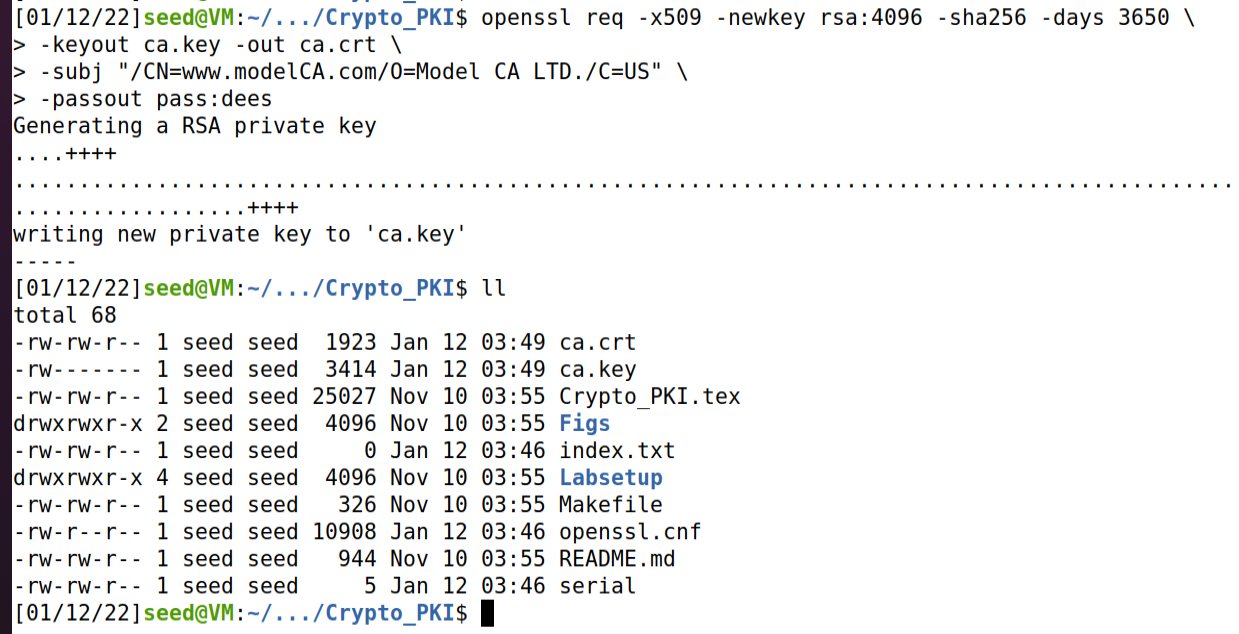 [01/12/22]seed@VM:~/.../Crypto_PKI$ openssl req -x509 -newkey rsa:4096 -sha256 -days 3650 \
> -keyout ca.key -out ca.crt \
> -subj "/CN=www.modelCA.com/O=Model CA LTD./C=US" \
> -passout pass:dees
Generating a RSA private key
....++++
..............................................................................................
..................++++
writing new private key to 'ca.key'
-----
[01/12/22]seed@VM:~/.../Crypto_PKI$ ll
total 68
-rw-rw-r-- 1 seed seed  1923 Jan 12 03:49 ca.crt
-rw------- 1 seed seed  3414 Jan 12 03:49 ca.key
-rw-rw-r-- 1 seed seed 25027 Nov 10 03:55 Crypto_PKI.tex
drwxrwxr-x 2 seed seed  4096 Nov 10 03:55 Figs
-rw-rw-r-- 1 seed seed     0 Jan 12 03:46 index.txt
drwxrwxr-x 4 seed seed  4096 Nov 10 03:55 Labsetup
-rw-rw-r-- 1 seed seed   326 Nov 10 03:55 Makefile
-rw-r--r-- 1 seed seed 10908 Jan 12 03:46 openssl.cnf
-rw-rw-r-- 1 seed seed   944 Nov 10 03:55 README.md
-rw-rw-r-- 1 seed seed     5 Jan 12 03:46 serial
[01/12/22]seed@VM:~/.../Crypto_PKI$